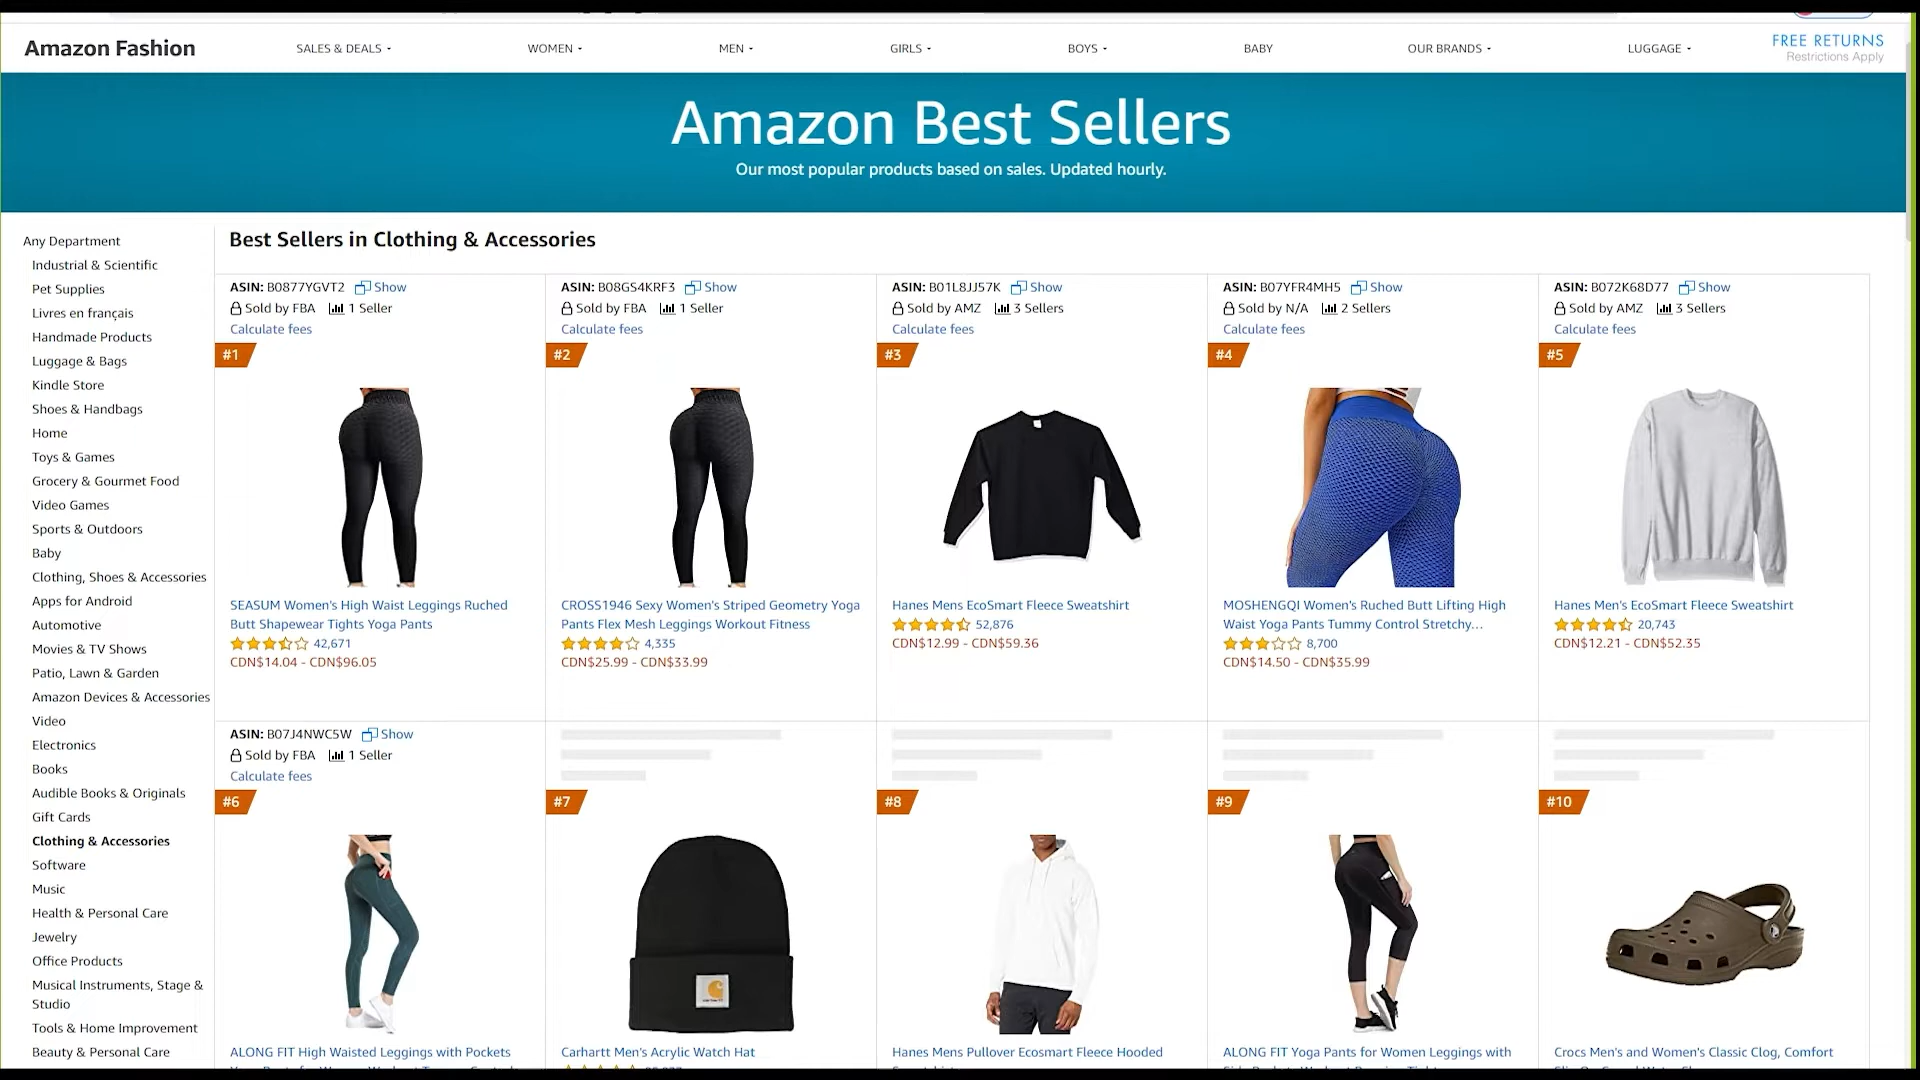 Amazon Fashion
SALES & DEALS
WOMEN
MEN
GIRLS
BOYS
BABY
OUR BRANDS
LUGGAGE
FREE RETURNS
Restrictions Apply
Amazon Best Sellers
Our most popular products based on sales. Updated hourly.
Any Department
Industrial & Scientific
Pet Supplies
Livres en français
Handmade Products
Luggage & Bags
Kindle Store
Shoes & Handbags
Home
Toys & Games
Grocery & Gourmet Food
Video Games
Sports & Outdoors
Baby
Clothing, Shoes & Accessories
Apps for Android
Automotive
Movies & TV Shows
Patio, Lawn & Garden
Amazon Devices & Accessories
Video
Electronics
Books
Audible Books & Originals
Gift Cards
Clothing & Accessories
Software
Music
Health & Personal Care
Jewelry
Office Products
Musical Instruments, Stage &
Studio
Tools & Home Improvement
Beauty & Personal Care
Best Sellers in Clothing & Accessories
ASIN: B0877YGVT2 Show
Sold by FBA 1 Seller
Calculate fees
#1
SEASUM Women's High Waist Leggings Ruched
Butt Shapewear Tights Yoga Pants
42,671
CDN$14.04 - CDN$96.05
ASIN: B08GS4KRF3 Show
Sold by FBA 1 Seller
Calculate fees
#2
CROSS1946 Sexy Women's Striped Geometry Yoga
Pants Flex Mesh Leggings Workout Fitness
4,335
CDN$25.99 - CDN$33.99
ASIN: B01L8JJ57K Show
Sold by AMZ 3 Sellers
Calculate fees
#3
Hanes Mens EcoSmart Fleece Sweatshirt
52,876
CDN$12.99 - CDN$59.36
ASIN: B07YFR4MH5 Show
Sold by N/A 2 Sellers
Calculate fees
#4
MOSHENGQI Women's Ruched Butt Lifting High
Waist Yoga Pants Tummy Control Stretchy...
8,700
CDN$14.50 - CDN$35.99
ASIN: B072K68D77 Show
Sold by AMZ 3 Sellers
Calculate fees
#5
Hanes Men's EcoSmart Fleece Sweatshirt
20,743
CDN$12.21 - CDN$52.35
ASIN: B07J4NWC5W Show
Sold by FBA 1 Seller
Calculate fees
#6
ALONG FIT High Waisted Leggings with Pockets
#7
Carhartt Men's Acrylic Watch Hat
#8
Hanes Mens Pullover Ecosmart Fleece Hooded
#9
ALONG FIT Yoga Pants for Women Leggings with
#10
Crocs Men's and Women's Classic Clog, Comfort